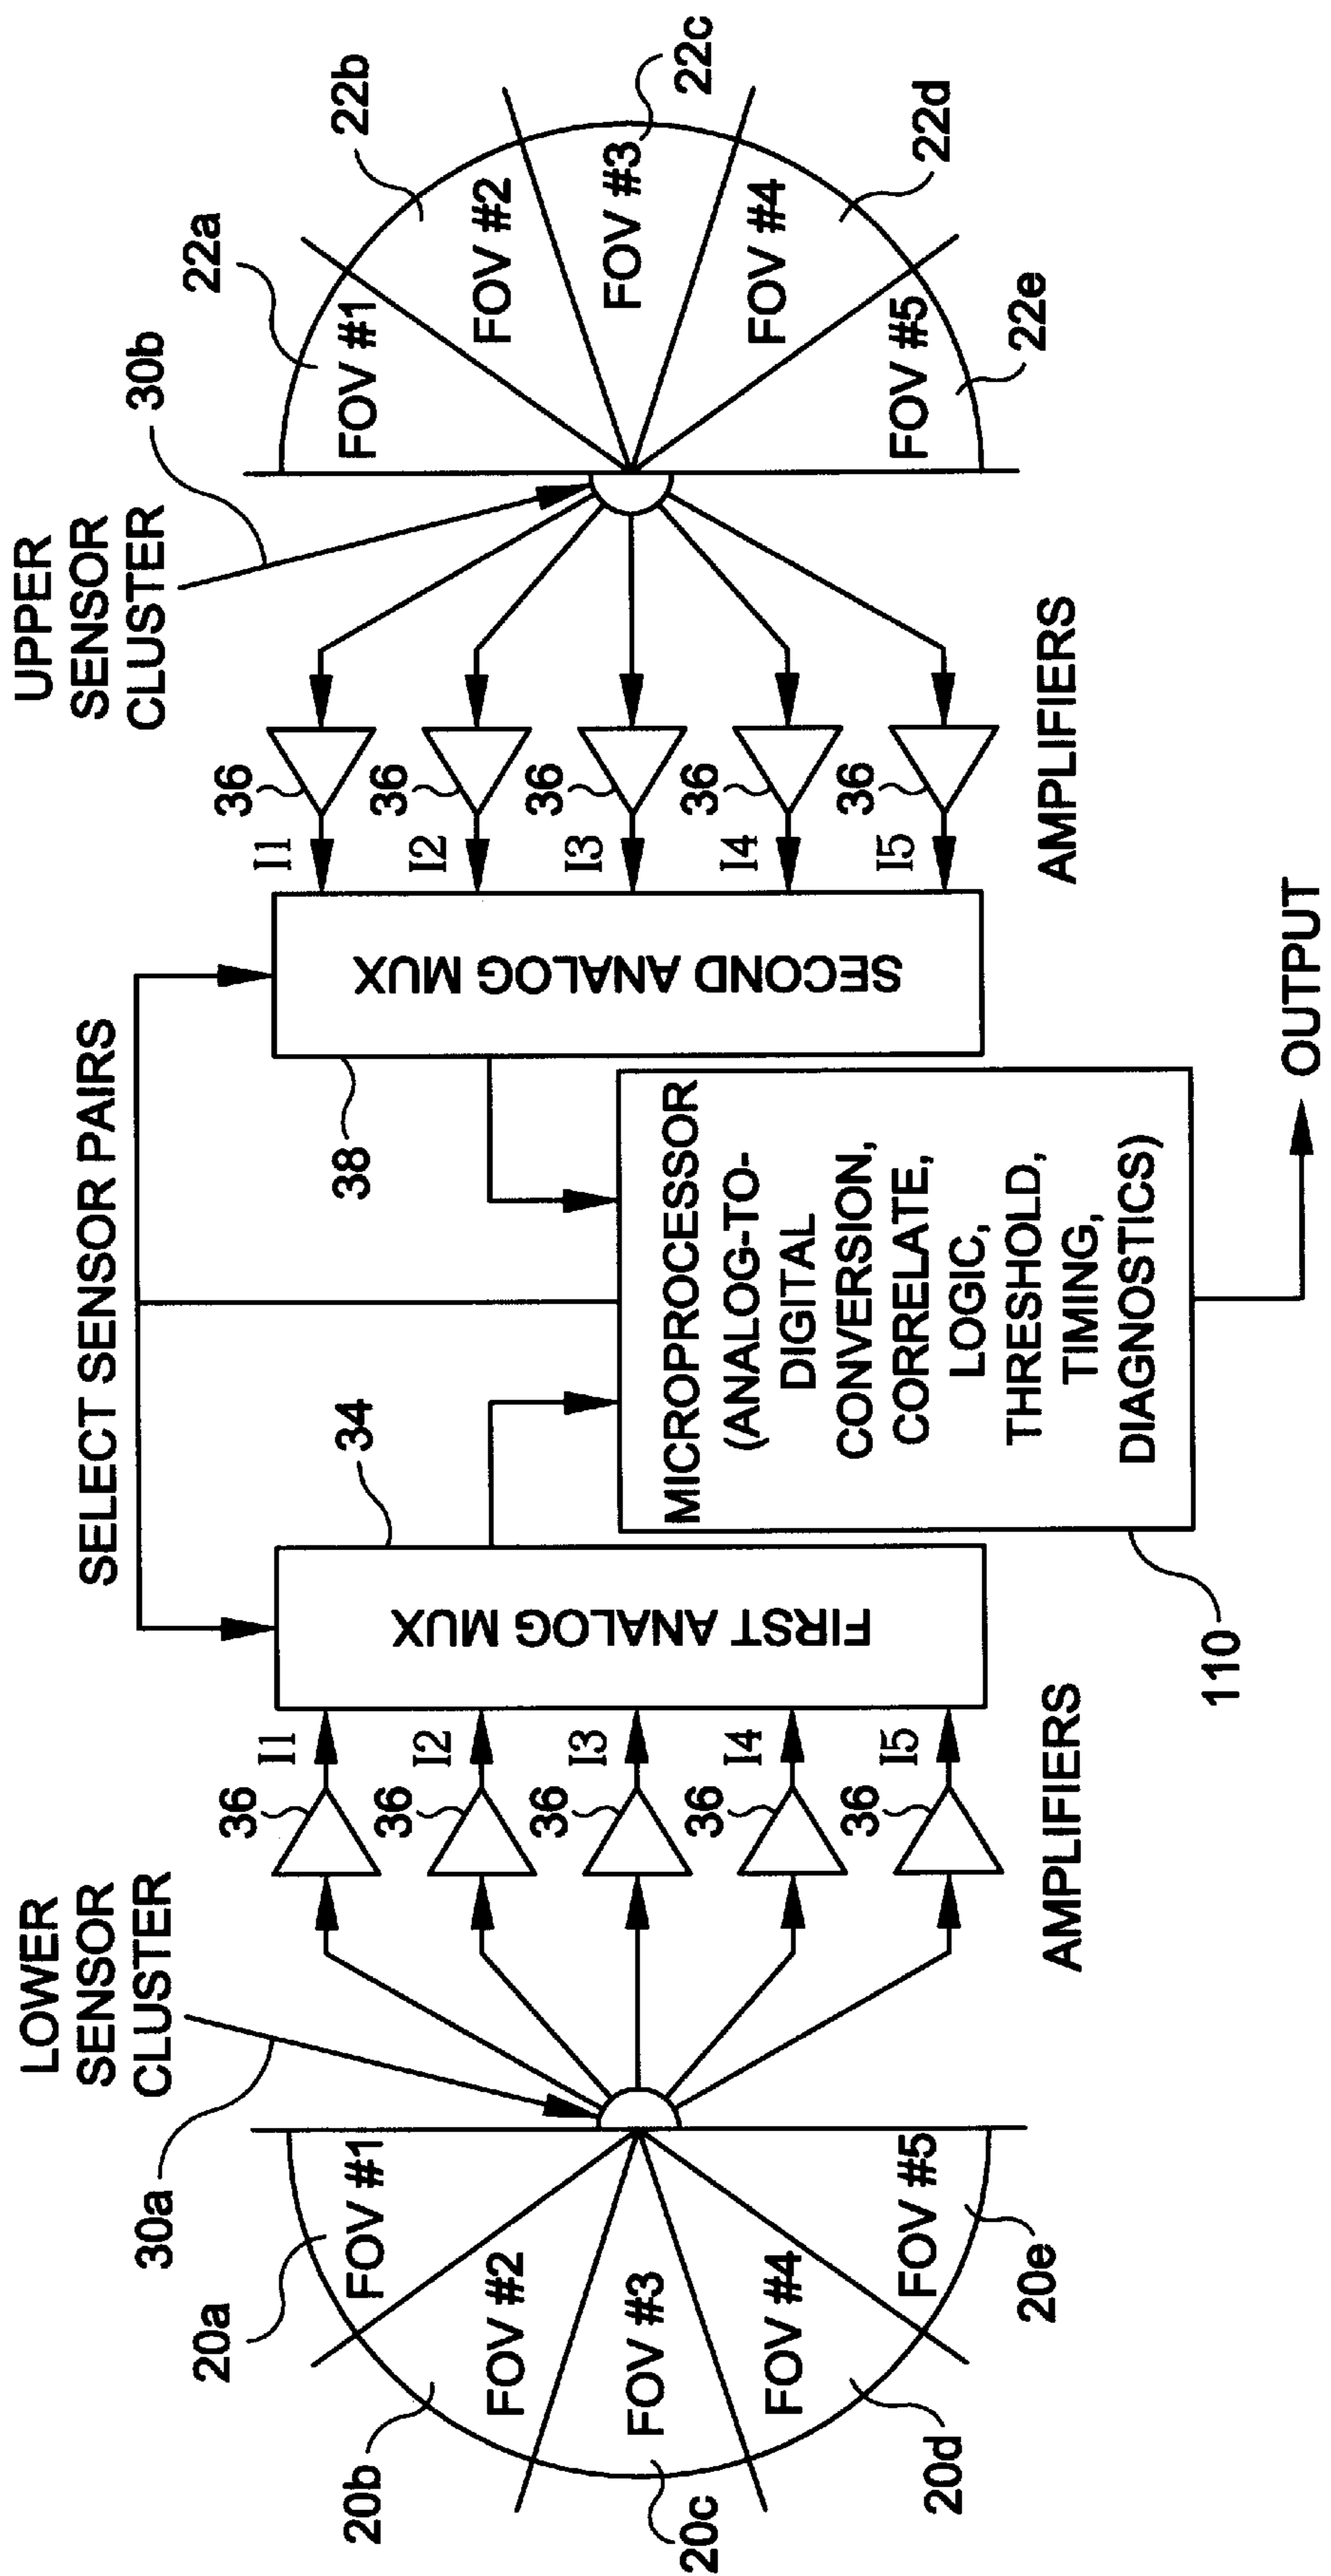 LOWER
SENSOR
CLUSTER
SELECT SENSOR PAIRS
UPPER
SENSOR
CLUSTER
30a
30b
20a
20b
20c
20d
20e
FOV #1
FOV #2
FOV #3
FOV #4
FOV #5
36
36
36
36
36
I1
I2
I3
I4
I5
AMPLIFIERS
34
FIRST ANALOG MUX
MICROPROCESSOR
(ANALOG-TO-
DIGITAL
CONVERSION,
CORRELATE,
LOGIC,
THRESHOLD,
TIMING,
DIAGNOSTICS)
110
OUTPUT
38
SECOND ANALOG MUX
I1
I2
I3
I4
I5
36
36
36
36
36
AMPLIFIERS
FOV #1
FOV #2
FOV #3
FOV #4
FOV #5
22a
22b
22c
22d
22e